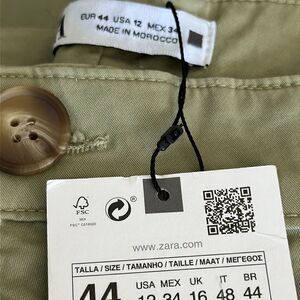 EUR 44 USA 12 MEX 34
MADE IN MOROCCO
FSC
MIX
www.zara.com
TALLA / SIZE / TAMANHO / TAILLE / MAAT / ΜΕΓΕΘΟΣ
USA MEX UK IT BR
44 12 34 16 48 44